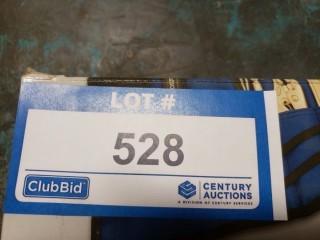 LOT #
528
ClubBid
CENTURY
AUCTIONS
A DIVISION OF CENTURY SERVICES